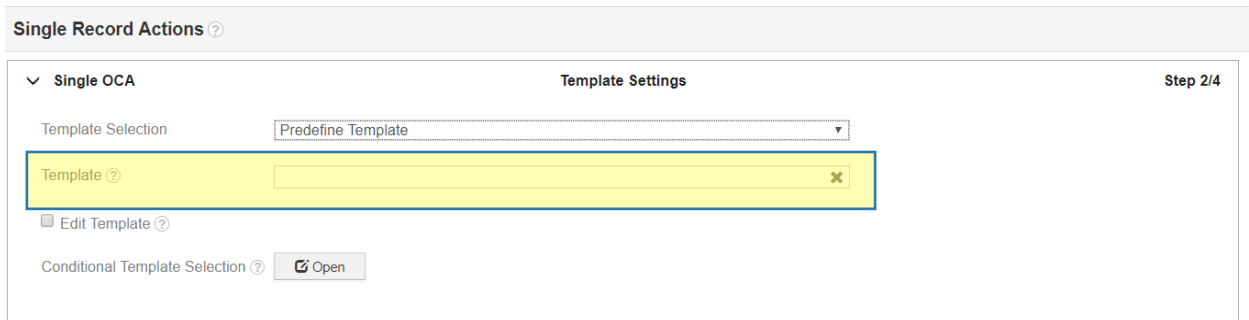 Single Record Actions ?
Single OCA Template Settings Step 2/4
Template Selection Predefine Template
Template ?
Edit Template ?
Conditional Template Selection ? Open